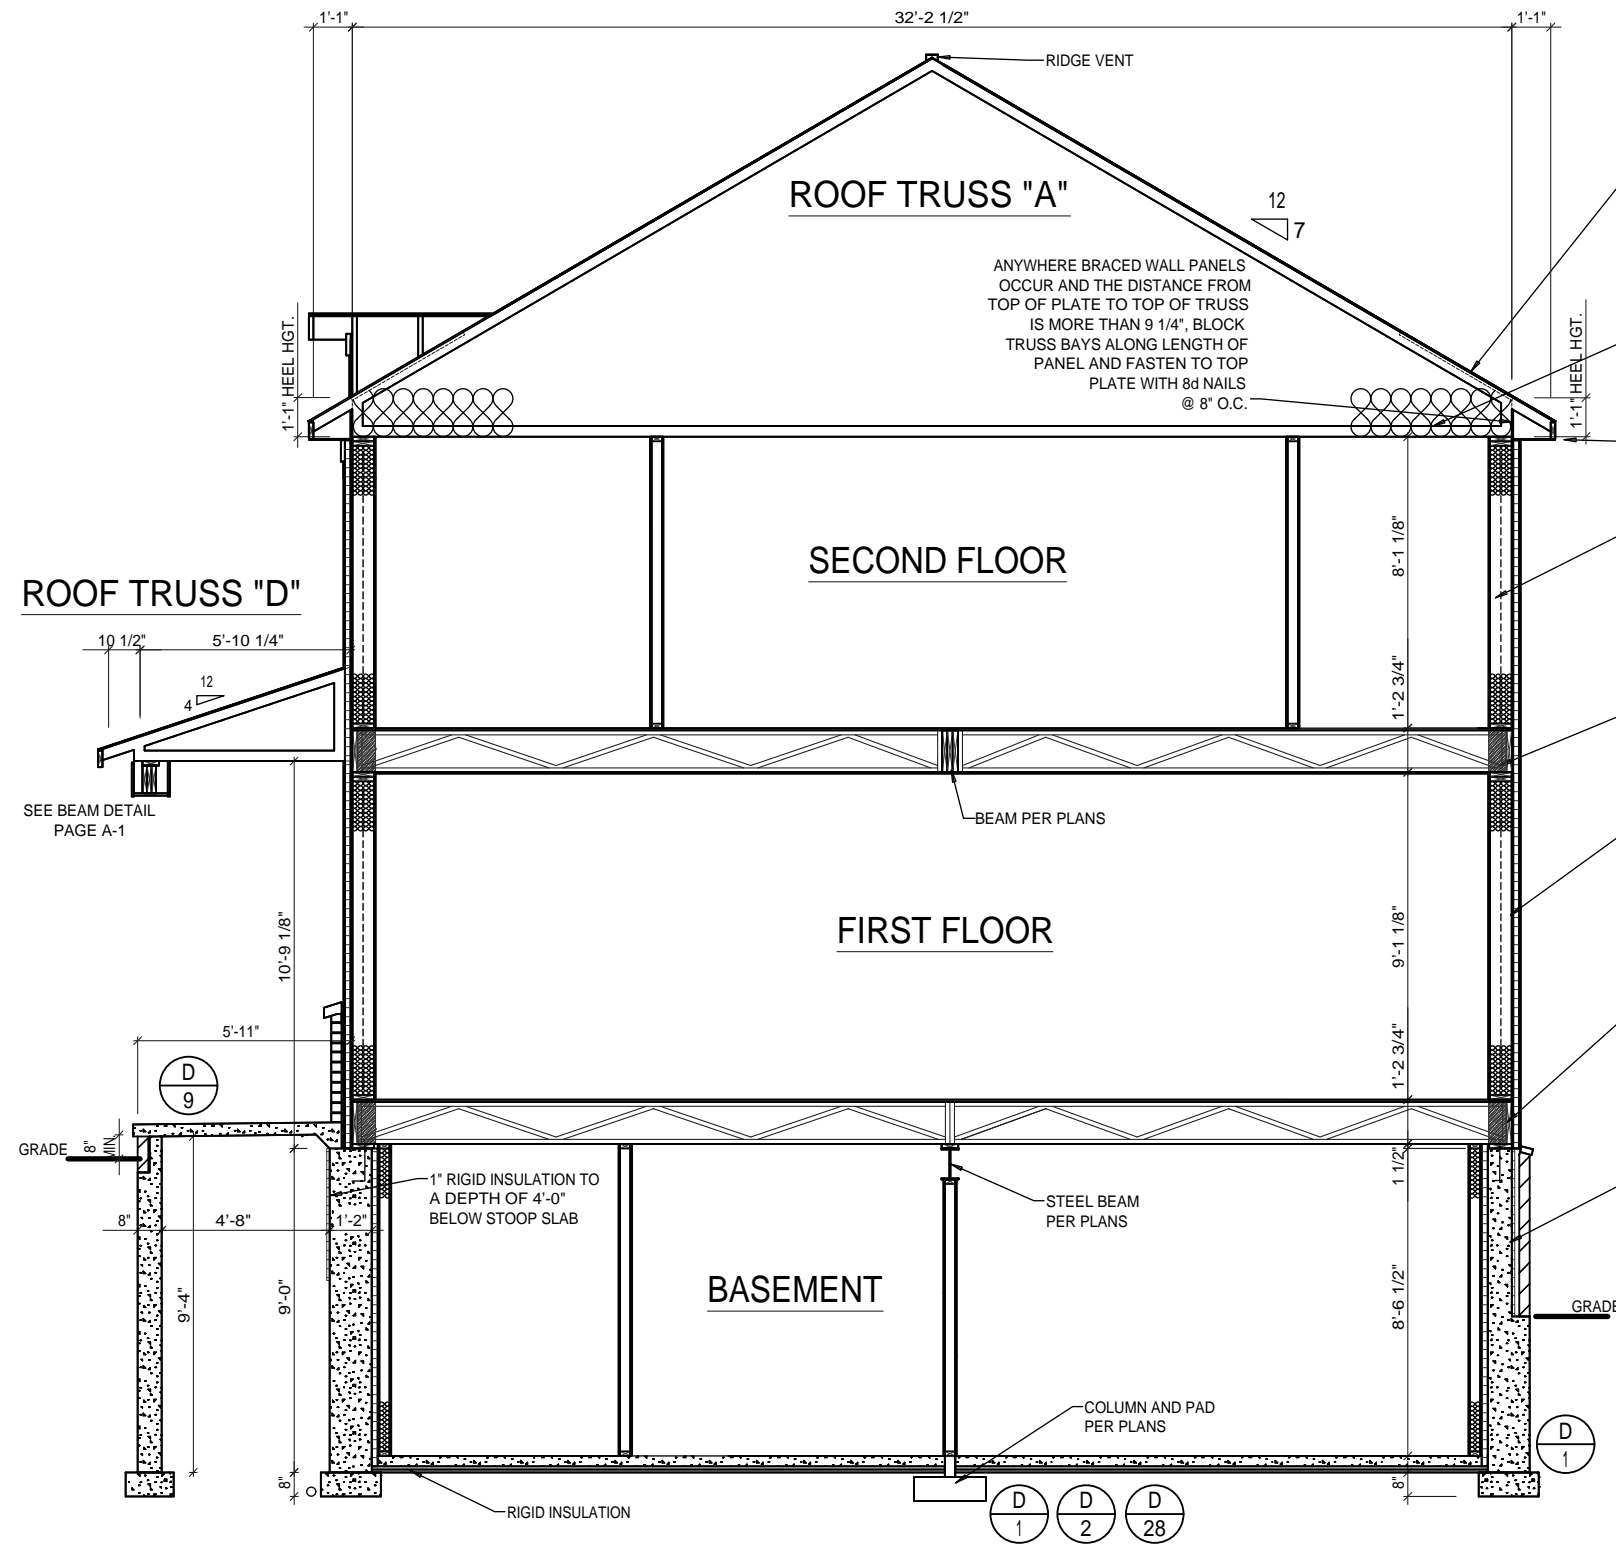 1'-1"
32'-2 1/2"
1'-1"
RIDGE VENT
ROOF TRUSS "A"
12
7
ANYWHERE BRACED WALL PANELS
OCCUR AND THE DISTANCE FROM
TOP OF PLATE TO TOP OF TRUSS
IS MORE THAN 9 1/4", BLOCK
TRUSS BAYS ALONG LENGTH OF
PANEL AND FASTEN TO TOP
PLATE WITH 8d NAILS
@ 8" O.C.
1'-1" HEEL HGT.
1'-1" HEEL HGT.
SECOND FLOOR
8'-1 1/8"
ROOF TRUSS "D"
10 1/2"
5'-10 1/4"
12
4
1'-2 3/4"
SEE BEAM DETAIL
PAGE A-1
BEAM PER PLANS
FIRST FLOOR
10'-9 1/8"
9'-1 1/8"
5'-11"
D
9
1'-2 3/4"
GRADE
8"
MIN.
1" RIGID INSULATION TO
A DEPTH OF 4'-0"
BELOW STOOP SLAB
STEEL BEAM
PER PLANS
1 1/2"
8"
4'-8"
1'-2"
BASEMENT
9'-4"
9'-0"
8'-6 1/2"
GRADE
COLUMN AND PAD
PER PLANS
D
1
8"
8"
RIGID INSULATION
D
1
D
2
D
28